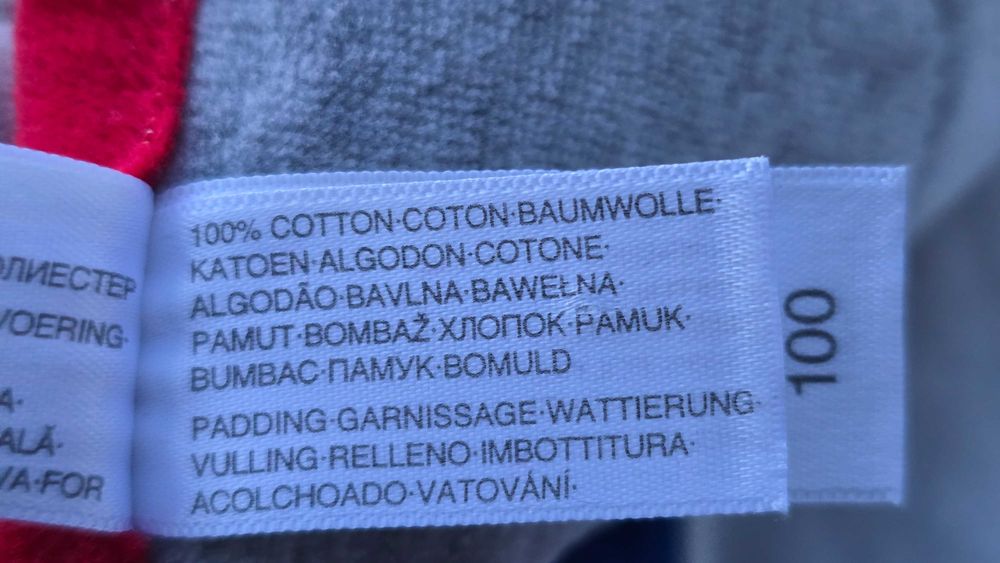 ОЛИЕСТЕР
VOERING·
A·
ALĂ·
VA·FOR
100% COTTON·COTON·BAUMWOLLE·
KATOEN·ALGODON·COTONE·
ALGODÃO·BAVLNA·BAWEŁNA·
PAMUT·BOMBAŽ·ХЛОПОК·PAMUK·
BUMBAC·ПАМУК·BOMULD
PADDING·GARNISSAGE·WATTIERUNG·
VULLING·RELLENO·IMBOTTITURA·
ACOLCHOADO·VATOVÁNÍ·
100